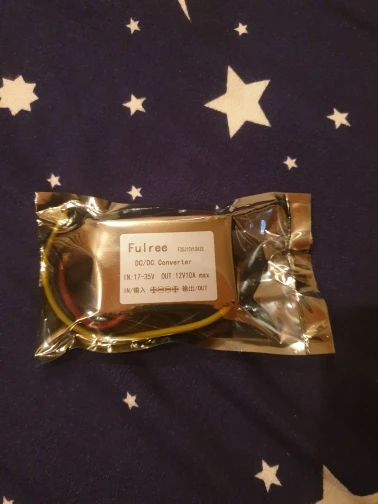 Fulree
DC/DC Converter
IN:17-35V OUT:12V10A max
IN/输入 输出/OUT